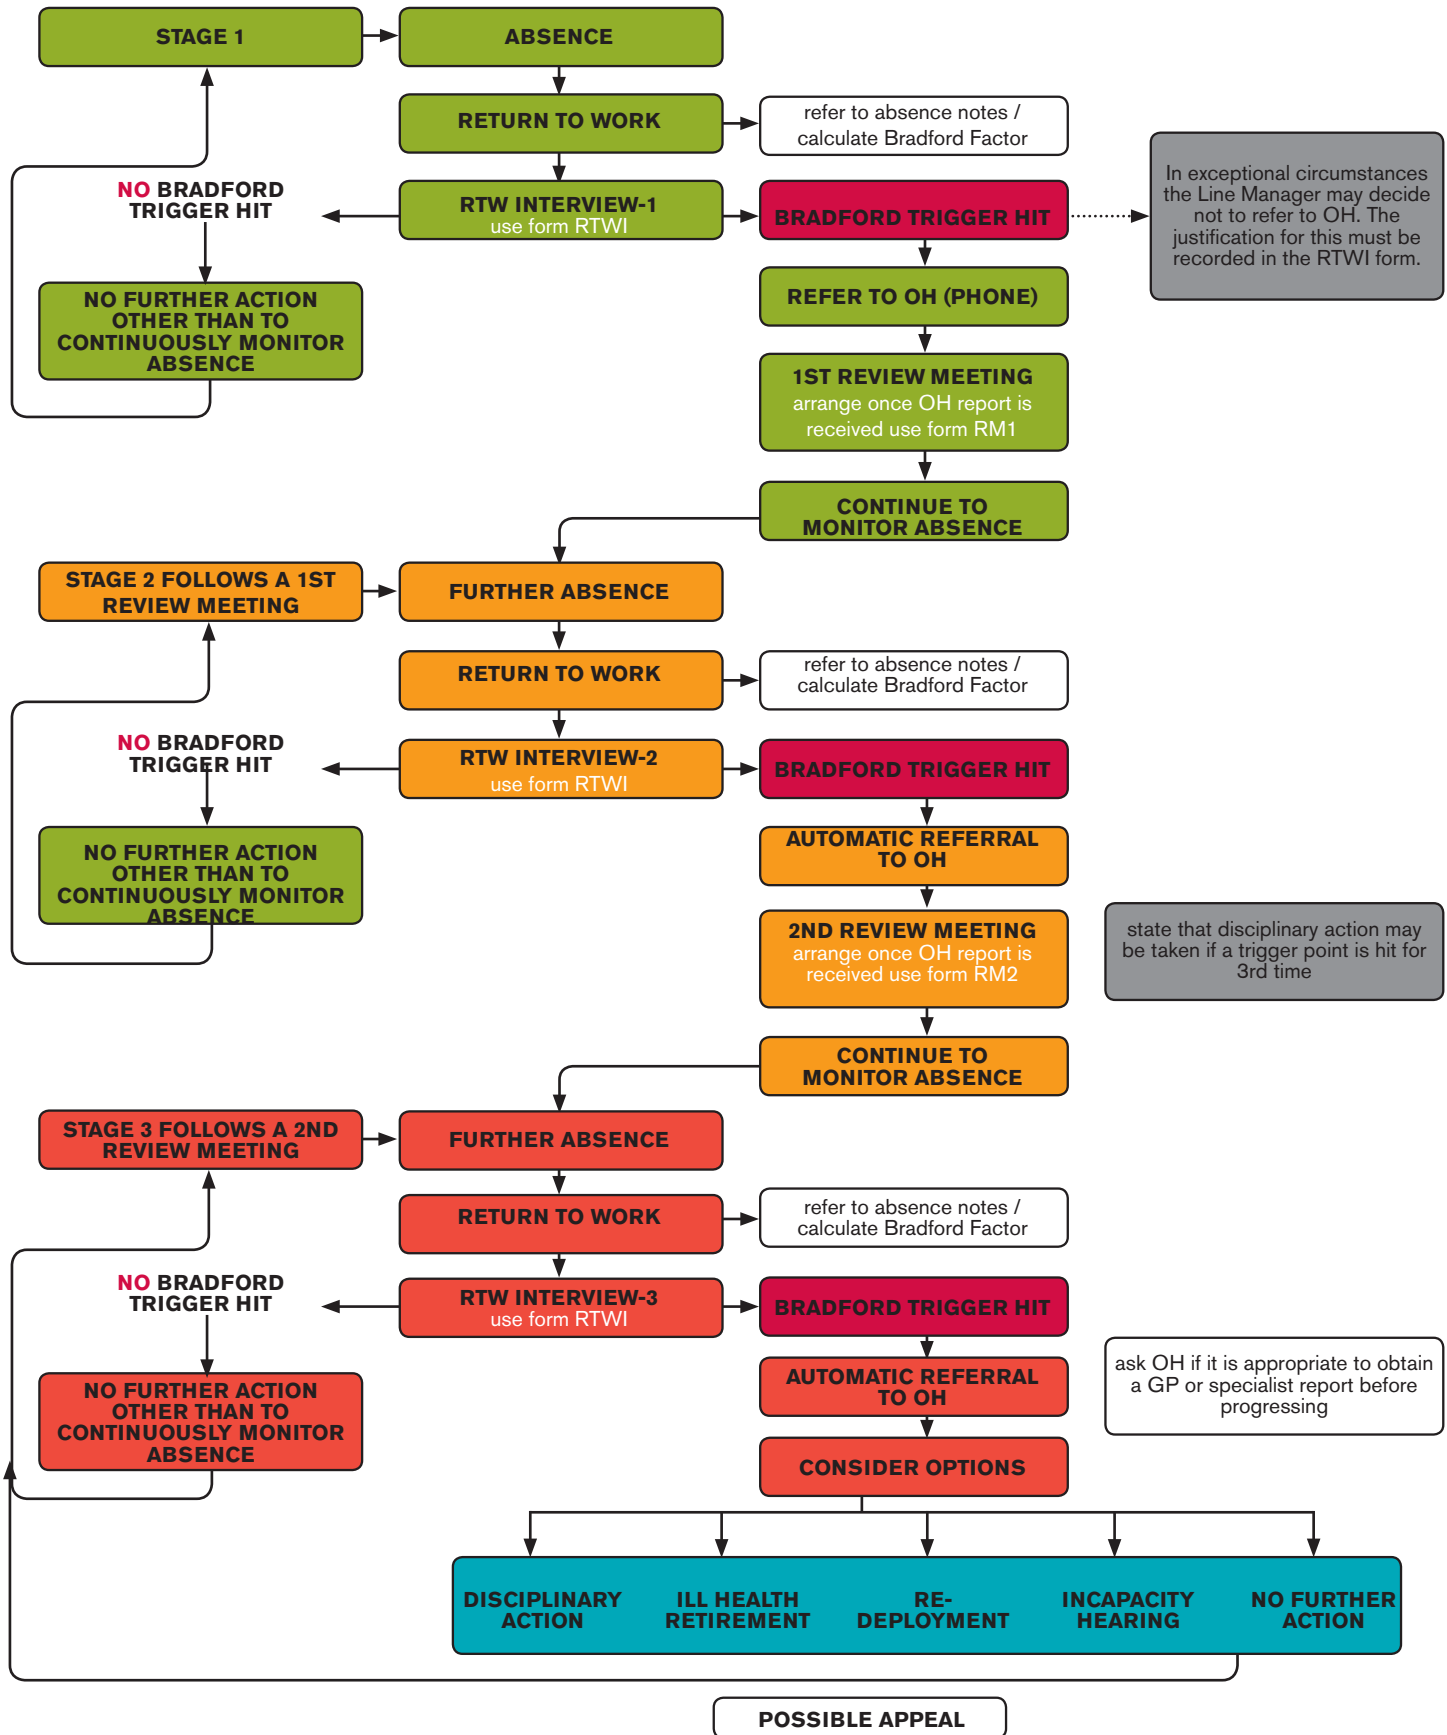 STAGE 1
ABSENCE
RETURN TO WORK
refer to absence notes /
calculate Bradford Factor
In exceptional circumstances
the Line Manager may decide
not to refer to OH. The
justification for this must be
recorded in the RTWI form.
NO BRADFORD
TRIGGER HIT
RTW INTERVIEW-1
use form RTWI
BRADFORD TRIGGER HIT
NO FURTHER ACTION
OTHER THAN TO
CONTINUOUSLY MONITOR
ABSENCE
REFER TO OH (PHONE)
1ST REVIEW MEETING
arrange once OH report is
received use form RM1
CONTINUE TO
MONITOR ABSENCE
STAGE 2 FOLLOWS A 1ST
REVIEW MEETING
FURTHER ABSENCE
RETURN TO WORK
refer to absence notes /
calculate Bradford Factor
NO BRADFORD
TRIGGER HIT
RTW INTERVIEW-2
use form RTWI
BRADFORD TRIGGER HIT
NO FURTHER ACTION
OTHER THAN TO
CONTINUOUSLY MONITOR
ABSENCE
AUTOMATIC REFERRAL
TO OH
2ND REVIEW MEETING
arrange once OH report is
received use form RM2
state that disciplinary action may
be taken if a trigger point is hit for
3rd time
CONTINUE TO
MONITOR ABSENCE
STAGE 3 FOLLOWS A 2ND
REVIEW MEETING
FURTHER ABSENCE
RETURN TO WORK
refer to absence notes /
calculate Bradford Factor
NO BRADFORD
TRIGGER HIT
RTW INTERVIEW-3
use form RTWI
BRADFORD TRIGGER HIT
NO FURTHER ACTION
OTHER THAN TO
CONTINUOUSLY MONITOR
ABSENCE
AUTOMATIC REFERRAL
TO OH
ask OH if it is appropriate to obtain
a GP or specialist report before
progressing
CONSIDER OPTIONS
DISCIPLINARY
ACTION
ILL HEALTH
RETIREMENT
RE-
DEPLOYMENT
INCAPACITY
HEARING
NO FURTHER
ACTION
POSSIBLE APPEAL